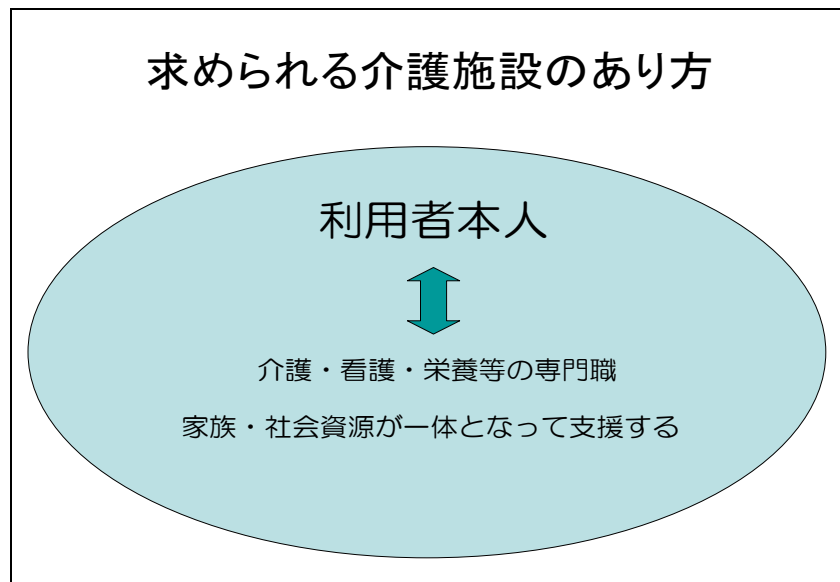 求められる介護施設のあり方
利用者本人
介護・看護・栄養等の専門職
家族・社会資源が一体となって支援する